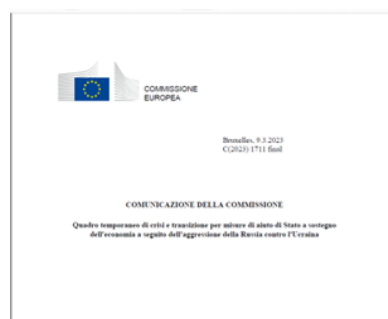 COMMISSIONE
EUROPEA
Bruxelles, 9.3.2023
C(2023) 1711 final
COMUNICAZIONE DELLA COMMISSIONE
Quadro temporaneo di crisi e transizione per misure di aiuto di Stato a sostegno
dell'economia a seguito dell'aggressione della Russia contro l'Ucraina